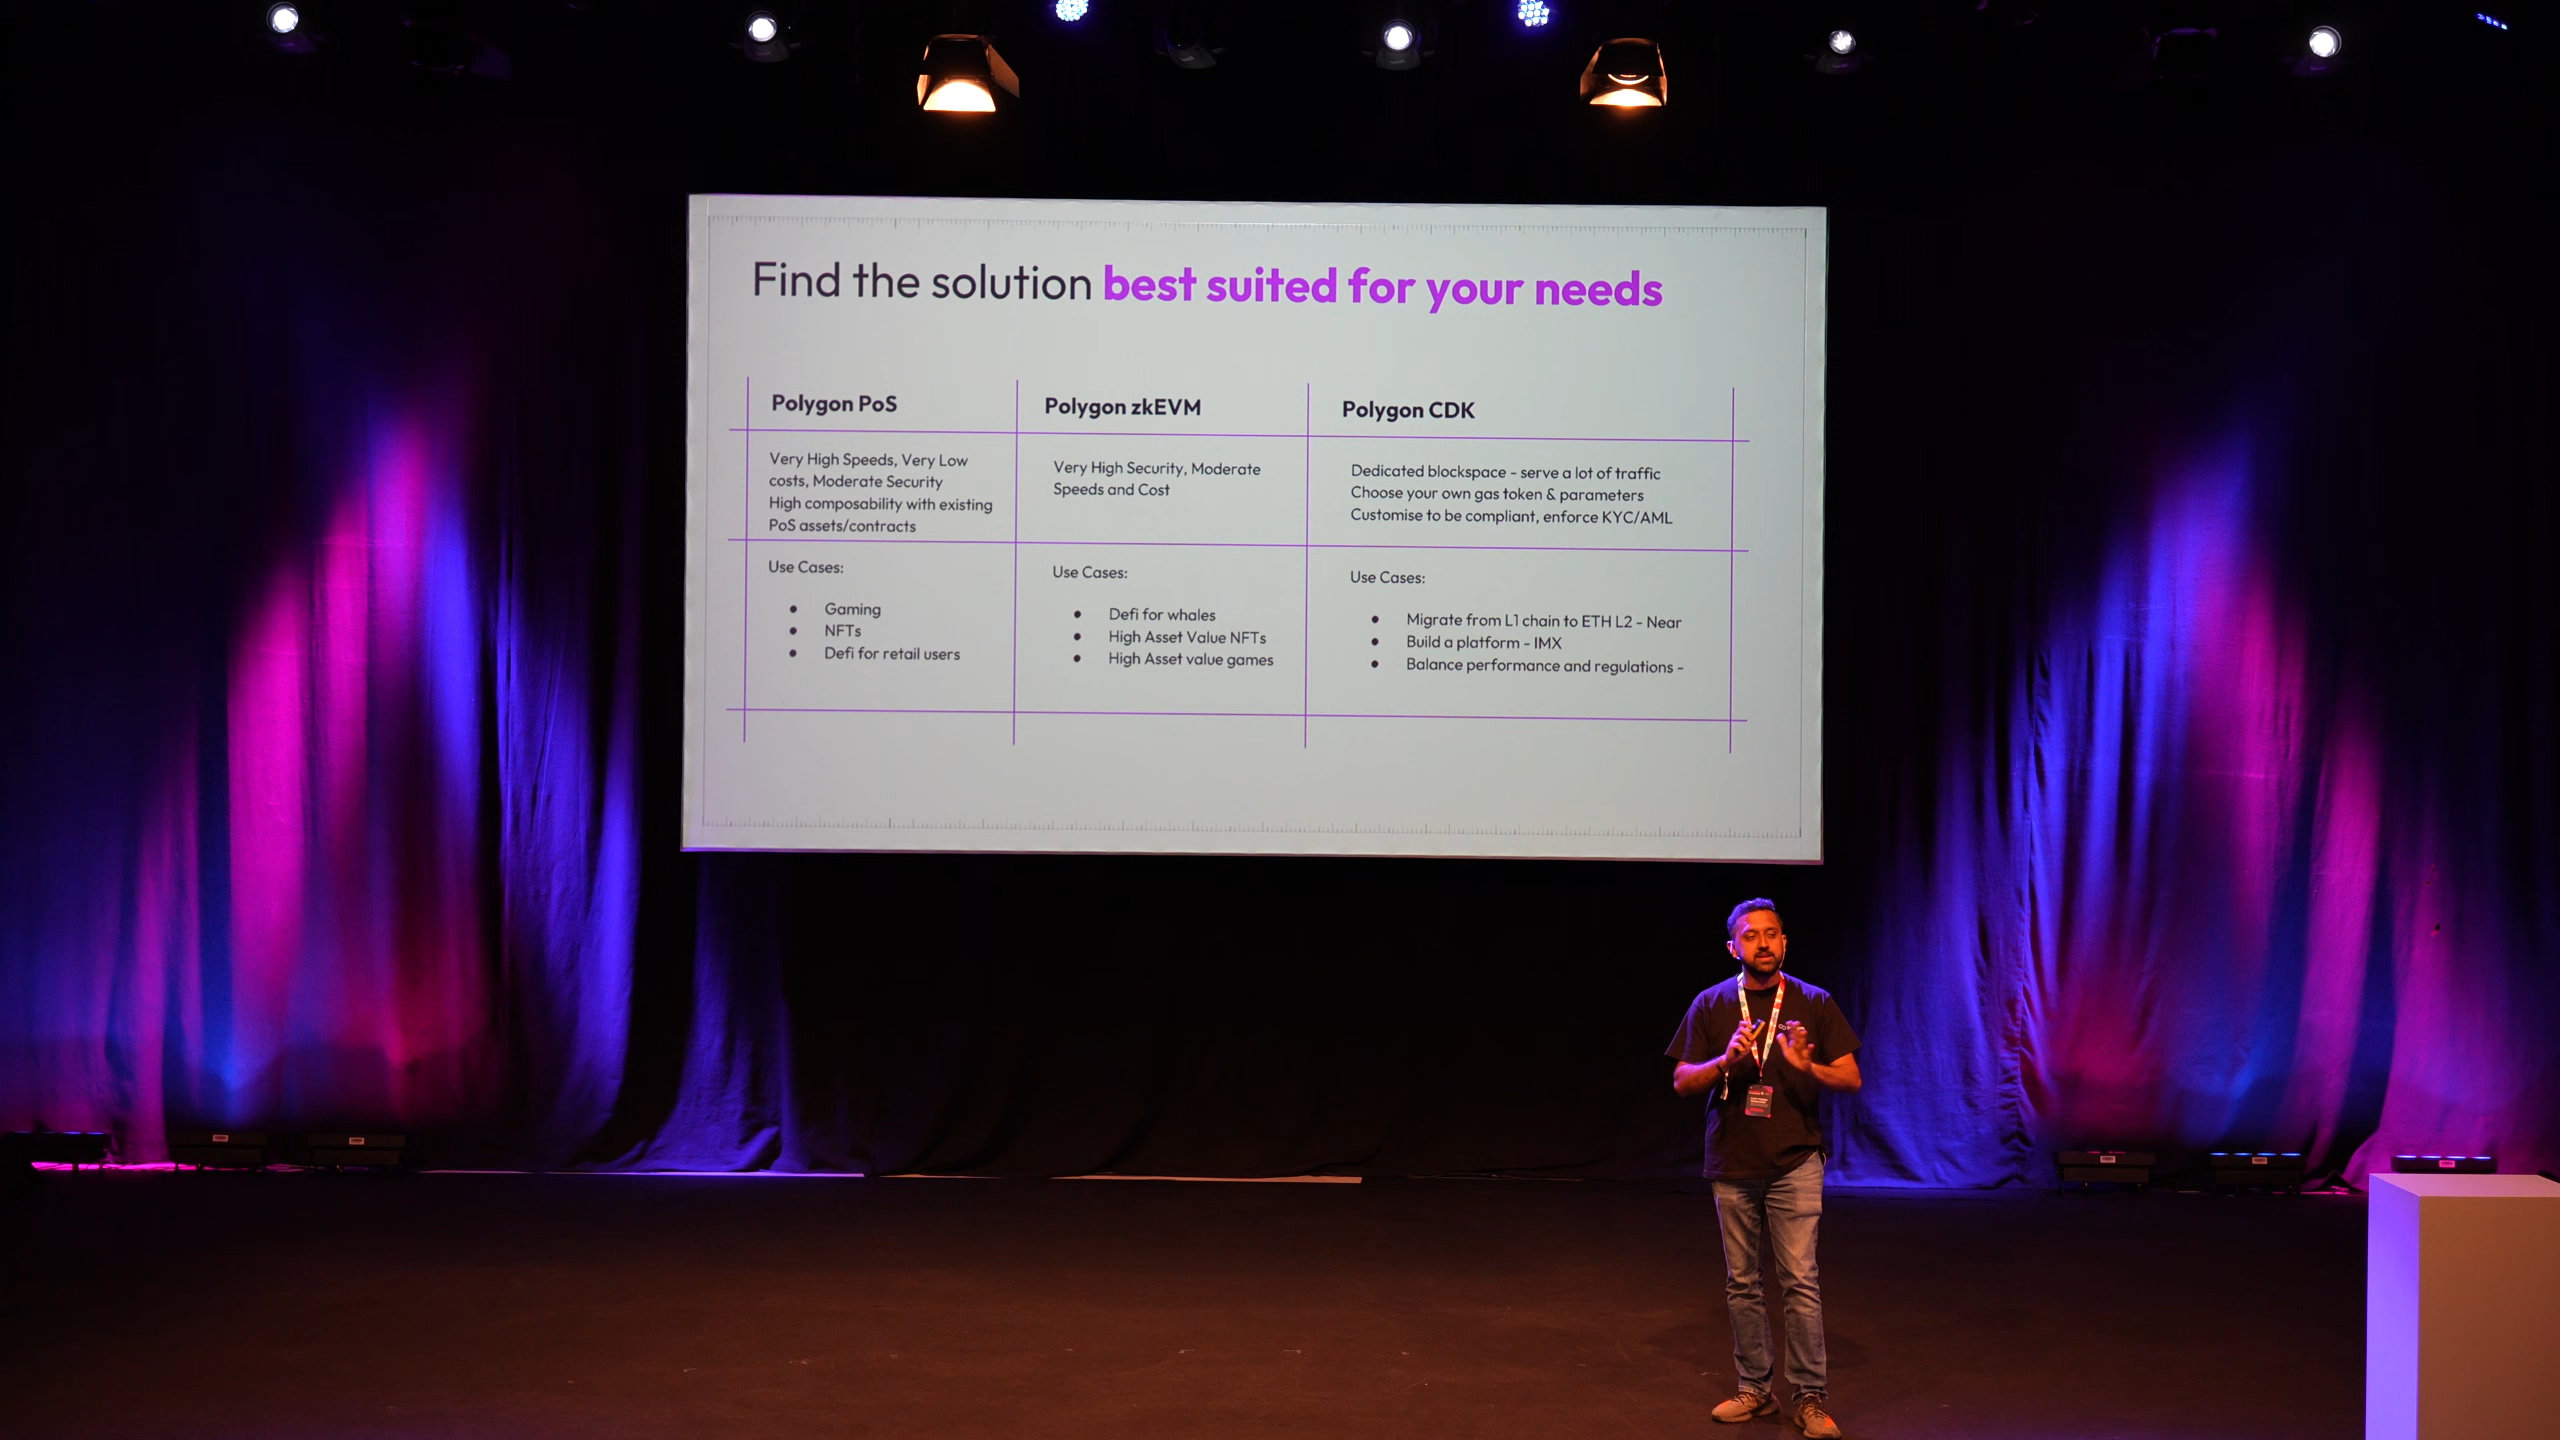 Find the solution best suited for your needs
Polygon PoS
Polygon zkEVM
Polygon CDK
Very High Speeds, Very Low
costs, Moderate Security
High composability with existing
PoS assets/contracts
Very High Security, Moderate
Speeds and Cost
Dedicated blockspace - serve a lot of traffic
Choose your own gas token & parameters
Customise to be compliant, enforce KYC/AML
Use Cases:
● Gaming
● NFTs
● Defi for retail users
Use Cases:
● Defi for whales
● High Asset Value NFTs
● High Asset value games
Use Cases:
● Migrate from L1 chain to ETH L2 - Near
● Build a platform - IMX
● Balance performance and regulations -